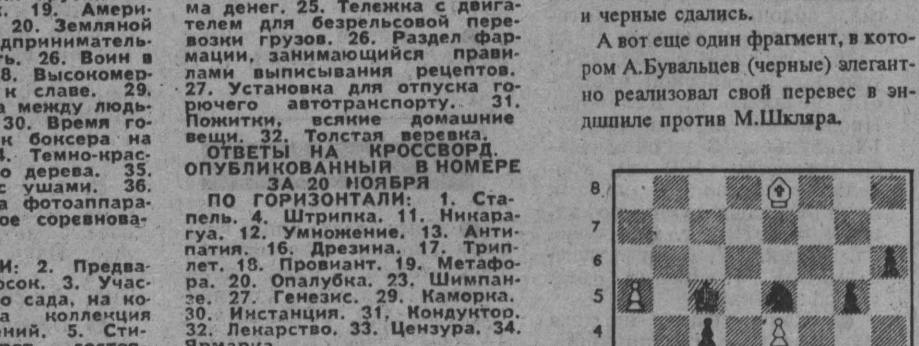 . 19. Амери-
20. Земляной
дприниматель-
ь. 26. Воин в
8. Высокомер-
к славе. 29.
а между людь-
30. Время го-
к боксера на
4. Темно-крас-
о дерева. 35.
с ушами. 36.
а фотоаппара-
ое соревнова-
И: 2. Предва-
осок. 3. Учас-
о сада, на ко-
а коллекция
ений. 5. Сти-
ма денег. 25. Тележка с двига-
телем для безрельсовой пере-
возки грузов. 26. Раздел фар-
мации, занимающийся прави-
лами выписывания рецептов.
27. Установка для отпуска го-
рючего автотранспорту. 31.
Пожитки, всякие домашние
вещи. 32. Толстая веревка.
ОТВЕТЫ НА КРОССВОРД,
ОПУБЛИКОВАННЫЙ В НОМЕРЕ
ЗА 20 НОЯБРЯ
ПО ГОРИЗОНТАЛИ: 1. Ста-
пель. 4. Штрипка. 11. Никара-
гуа. 12. Умножение. 13. Анти-
патия. 16. Дрезина. 17. Трип-
лет. 18. Провиант. 19. Метафо-
ра. 20. Опалубка. 23. Шимпан-
зе. 27. Генезис. 29. Каморка.
30. Инстанция. 31. Кондуктор.
32. Лекарство. 33. Цензура. 34.
Ярмарка.
и черные сдались.
А вот еще один фрагмент, в кото-
ром А.Бувальцев (черные) элегант-
но реализовал свой перевес в эн-
дшпиле против М.Шкляра.
8
7
6
5
4